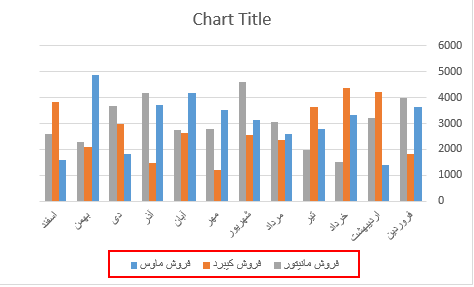 Chart Title
6000
5000
4000
3000
2000
1000
0
فروردین اردیبهشت خرداد تیر مرداد شهریور مهر ابان آذر دی بهمن اسفند
فروش مانیتور فروش کیبرد فروش ماوس